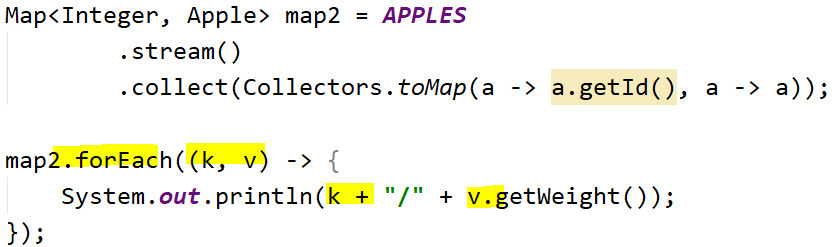 Map<Integer, Apple> map2 = APPLES
.stream()
.collect(Collectors.toMap(a -> a.getId(), a -> a));
map2.forEach((k, v) -> {
System.out.println(k + "/" + v.getWeight());
});